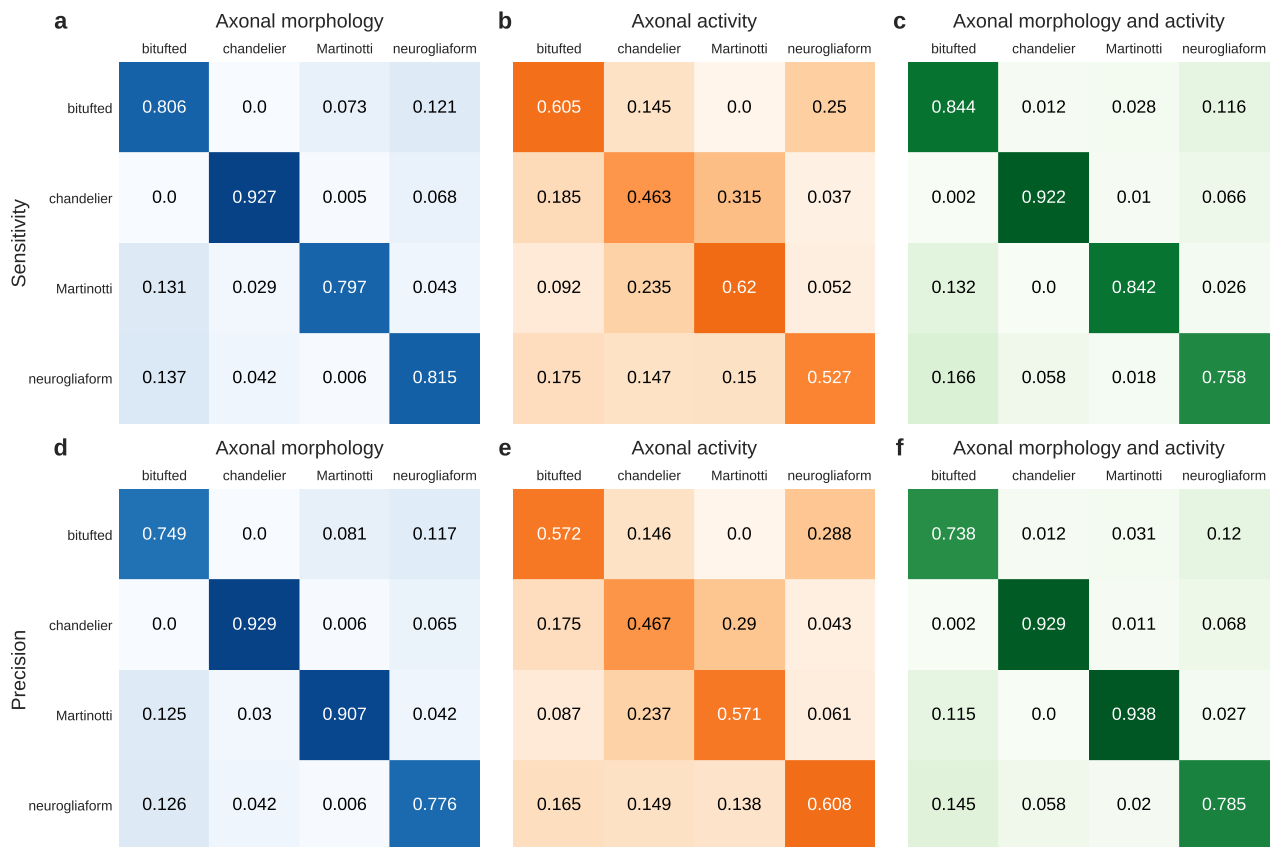 a Axonal morphology b Axonal activity c Axonal morphology and activity
bitufted chandelier Martinotti neurogliaform bitufted chandelier Martinotti neurogliaform bitufted chandelier Martinotti neurogliaform
Sensitivity
bitufted 0.806 0.0 0.073 0.121 0.605 0.145 0.0 0.25 0.844 0.012 0.028 0.116
chandelier 0.0 0.927 0.005 0.068 0.185 0.463 0.315 0.037 0.002 0.922 0.01 0.066
Martinotti 0.131 0.029 0.797 0.043 0.092 0.235 0.62 0.052 0.132 0.0 0.842 0.026
neurogliaform 0.137 0.042 0.006 0.815 0.175 0.147 0.15 0.527 0.166 0.058 0.018 0.758
d Axonal morphology e Axonal activity f Axonal morphology and activity
bitufted chandelier Martinotti neurogliaform bitufted chandelier Martinotti neurogliaform bitufted chandelier Martinotti neurogliaform
Precision
bitufted 0.749 0.0 0.081 0.117 0.572 0.146 0.0 0.288 0.738 0.012 0.031 0.12
chandelier 0.0 0.929 0.006 0.065 0.175 0.467 0.29 0.043 0.002 0.929 0.011 0.068
Martinotti 0.125 0.03 0.907 0.042 0.087 0.237 0.571 0.061 0.115 0.0 0.938 0.027
neurogliaform 0.126 0.042 0.006 0.776 0.165 0.149 0.138 0.608 0.145 0.058 0.02 0.785